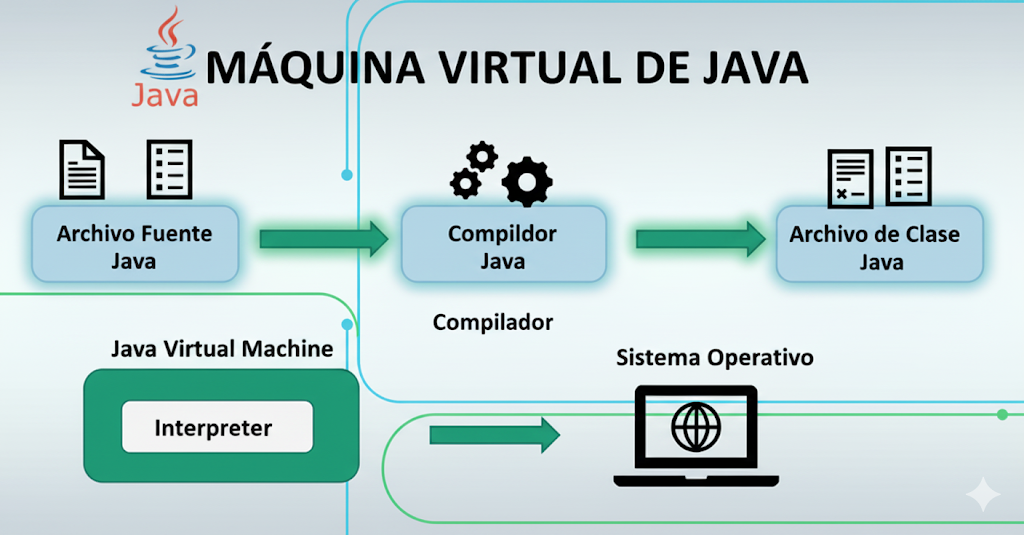 Java
MÁQUINA VIRTUAL DE JAVA
Archivo Fuente
Java
Compildor
Java
Archivo de Clase
Java
Compilador
Java Virtual Machine
Interpreter
Sistema Operativo